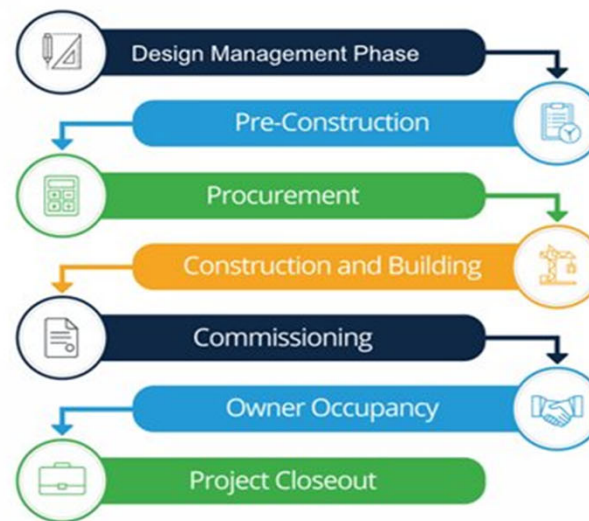 Design Management Phase
Pre-Construction
Procurement
Construction and Building
Commissioning
Owner Occupancy
Project Closeout